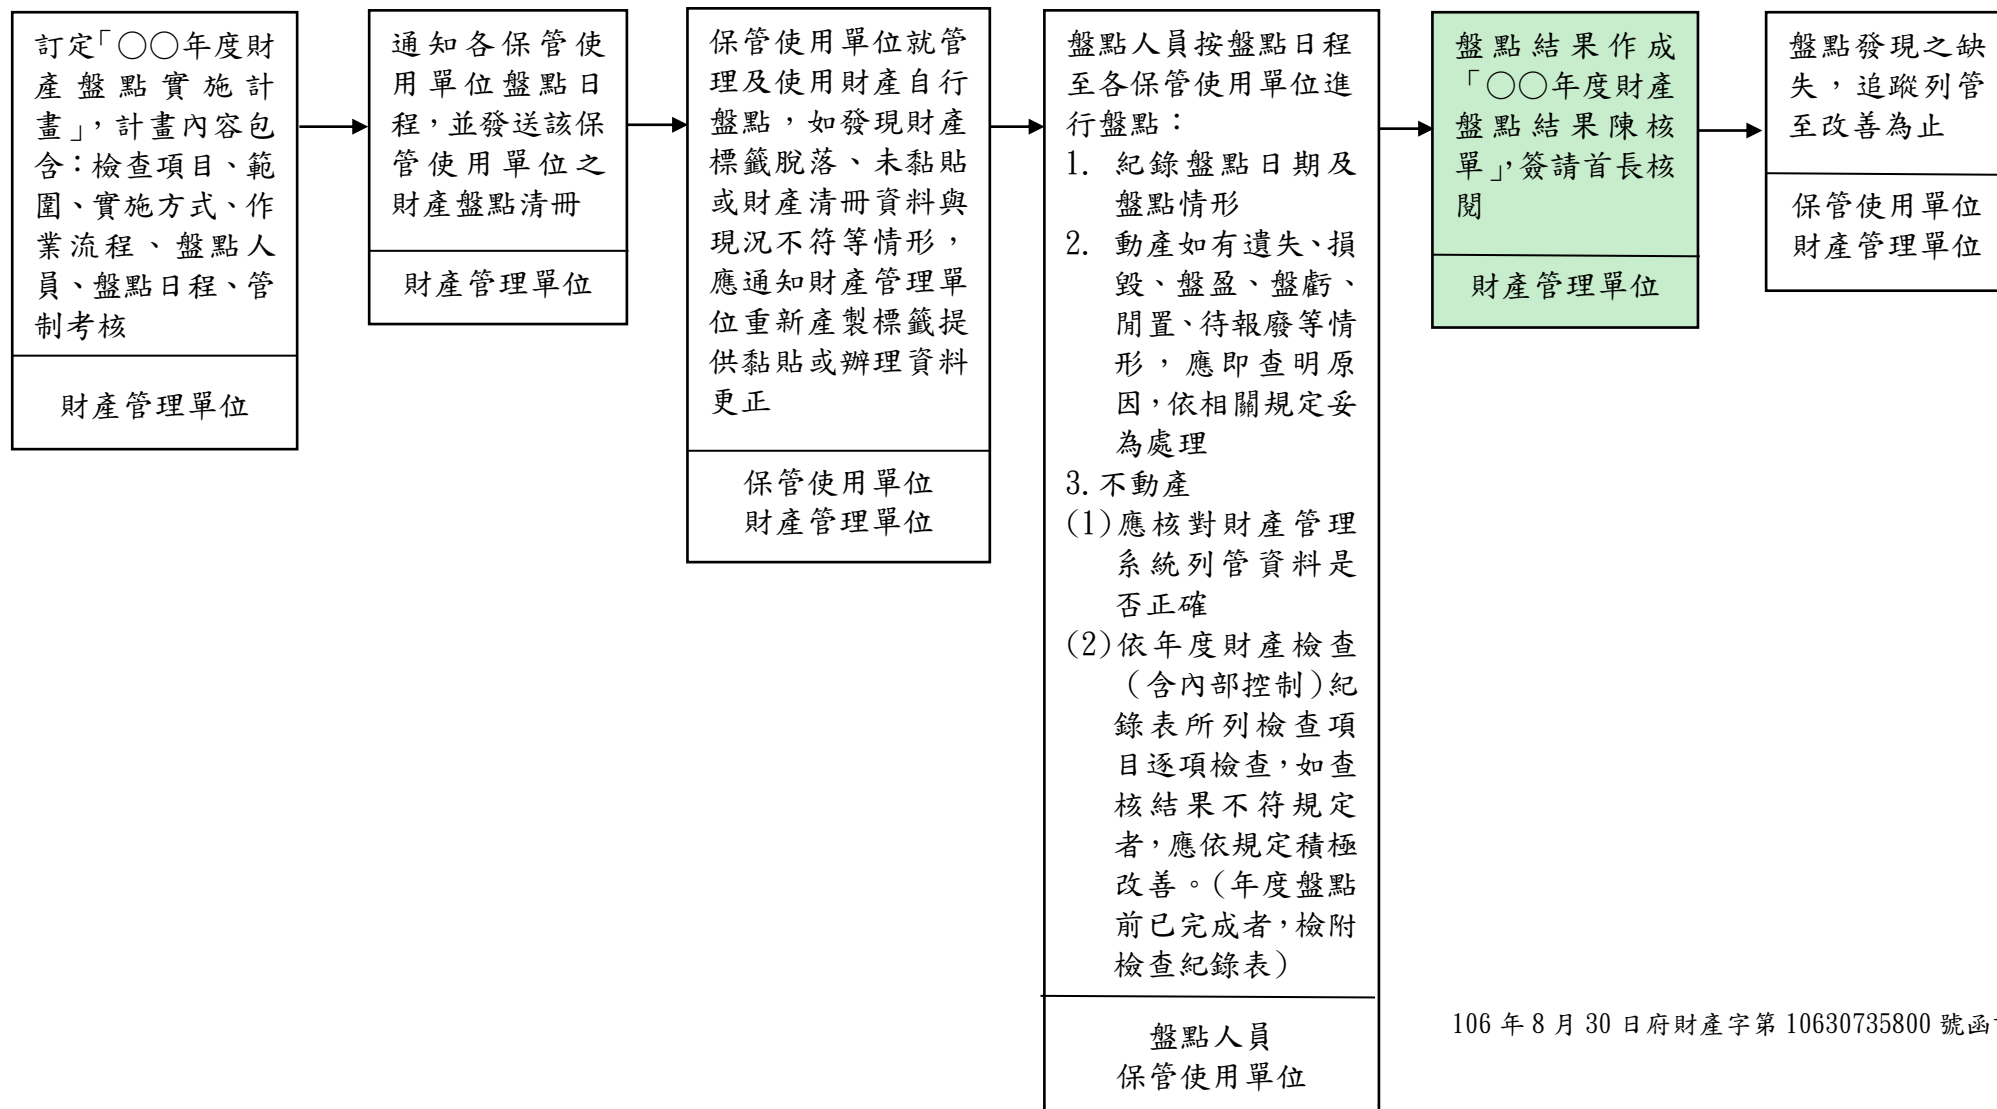 訂定「○○年度財
產盤點實施計
畫」，計畫內容包
含：檢查項目、範
圍、實施方式、作
業流程、盤點人
員、盤點日程、管
制考核
財產管理單位
通知各保管使
用單位盤點日
程，並發送該保
管使用單位之
財產盤點清冊
財產管理單位
保管使用單位就管
理及使用財產自行
盤點，如發現財產
標籤脫落、未黏貼
或財產清冊資料與
現況不符等情形，
應通知財產管理單
位重新產製標籤提
供黏貼或辦理資料
更正
保管使用單位
財產管理單位
盤點人員按盤點日程
至各保管使用單位進
行盤點：
1. 紀錄盤點日期及
盤點情形
2. 動產如有遺失、損
毀、盤盈、盤虧、
閒置、待報廢等情
形，應即查明原
因，依相關規定妥
為處理
3.不動產
(1)應核對財產管理
系統列管資料是
否正確
(2)依年度財產檢查
（含內部控制）紀
錄表所列檢查項
目逐項檢查，如查
核結果不符規定
者，應依規定積極
改善。（年度盤點
前已完成者，檢附
檢查紀錄表）
盤點人員
保管使用單位
盤點結果作成
「○○年度財產
盤點結果陳核
單」，簽請首長核
閱
財產管理單位
盤點發現之缺
失，追蹤列管
至改善為止
保管使用單位
財產管理單位
106 年 8 月 30 日府財產字第 10630735800 號函